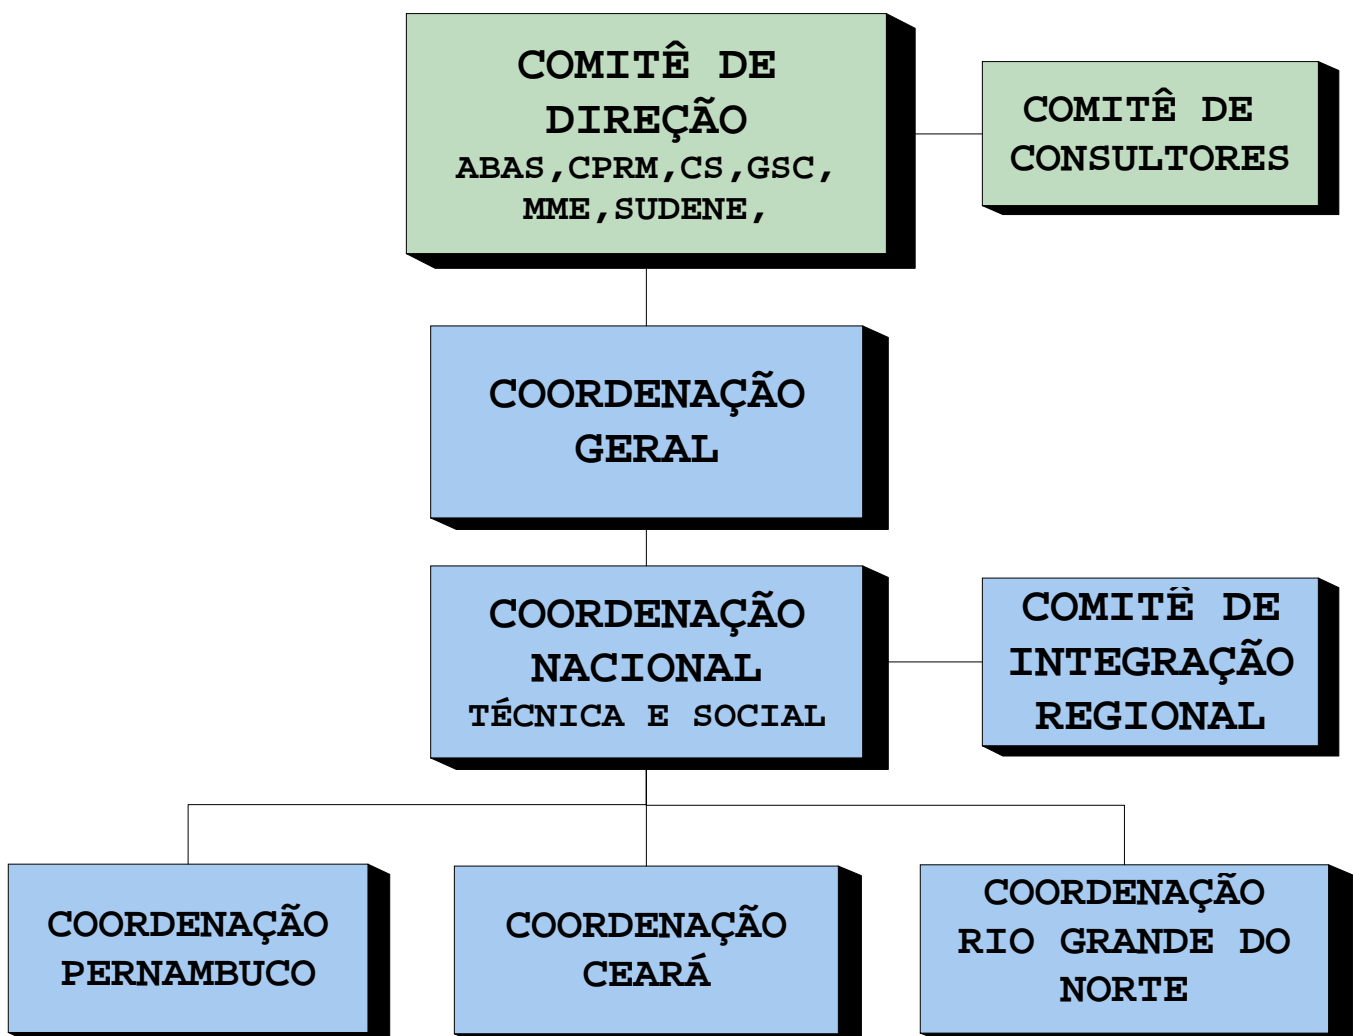 COMITÊ DE
DIREÇÃO
ABAS,CPRM,CS,GSC,
MME,SUDENE,
COMITÊ DE
CONSULTORES
COORDENAÇÃO
GERAL
COORDENAÇÃO
NACIONAL
TÉCNICA E SOCIAL
COMITÊ DE
INTEGRAÇÃO
REGIONAL
COORDENAÇÃO
PERNAMBUCO
COORDENAÇÃO
CEARÁ
COORDENAÇÃO
RIO GRANDE DO
NORTE